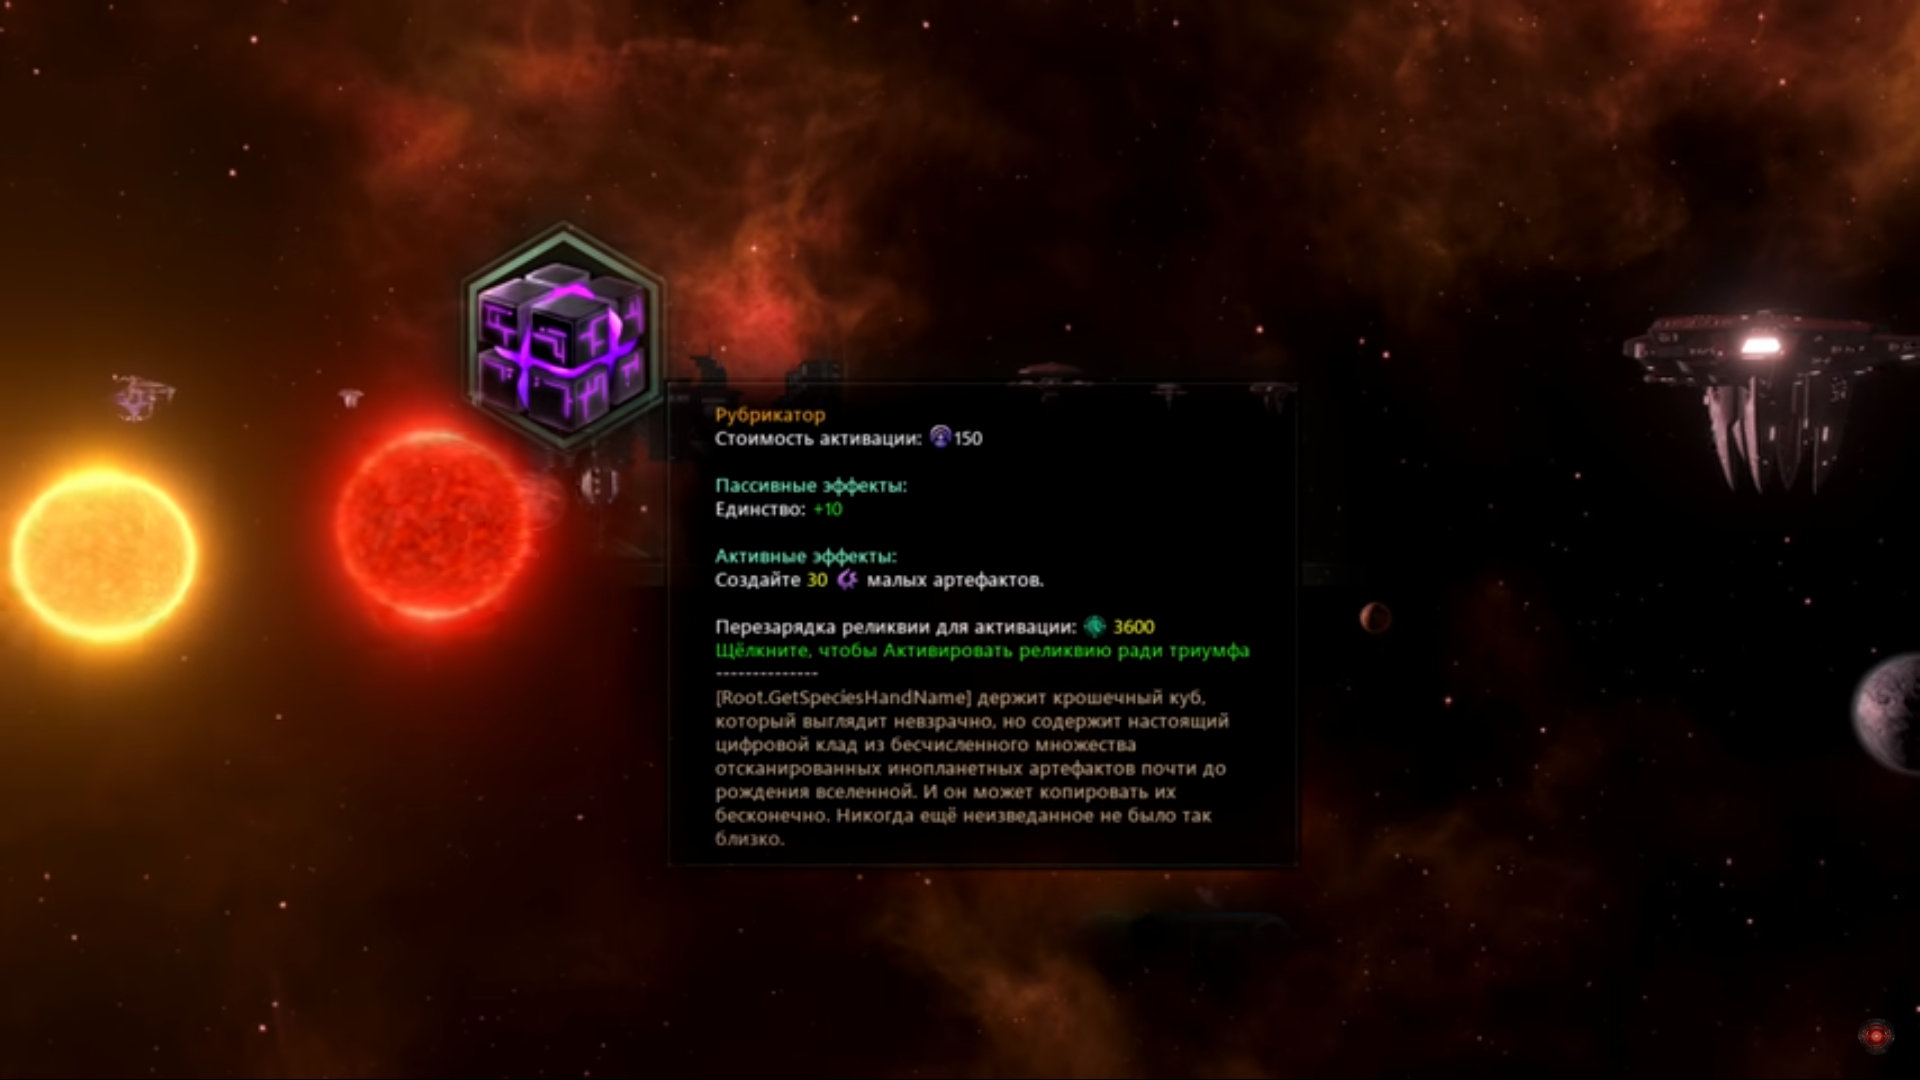 Рубрикатор
Стоимость активации: 150
Пассивные эффекты:
Единство: +10
Активные эффекты:
Создайте 30 малых артефактов.
Перезарядка реликвии для активации: 3600
Щёлкните, чтобы Активировать реликвию ради триумфа
--------------
[Root.GetSpeciesHandName] держит крошечный куб,
который выглядит невзрачно, но содержит настоящий
цифровой клад из бесчисленного множества
отсканированных инопланетных артефактов почти до
рождения вселенной. И он может копировать их
бесконечно. Никогда ещё неизведанное не было так
близко.